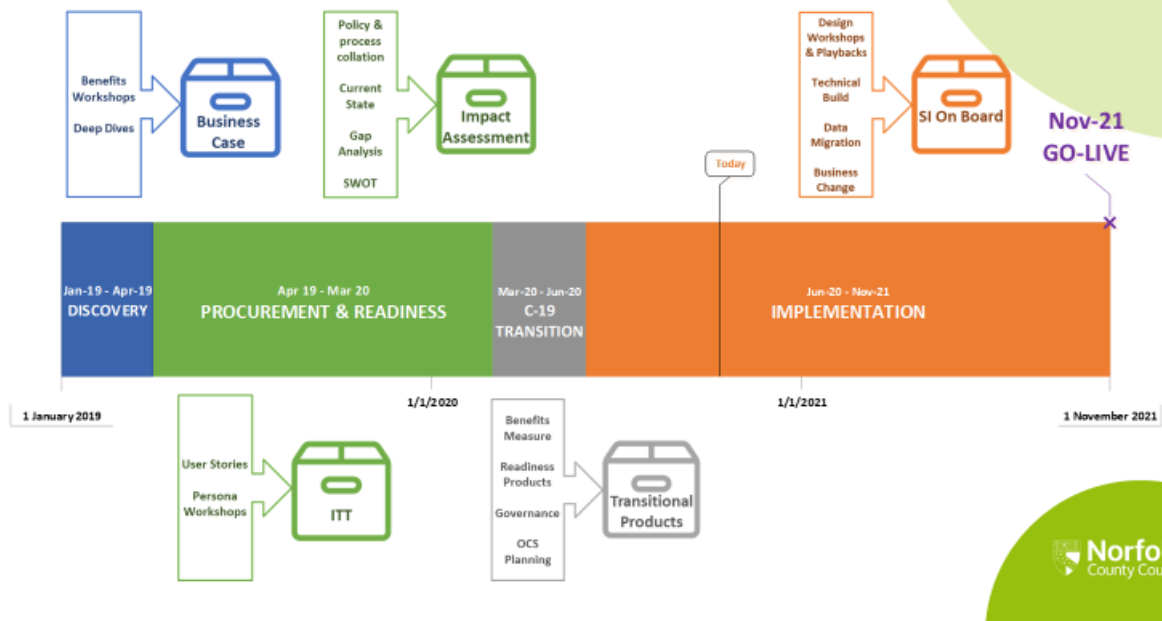 Benefits
Workshops
Deep Dives
Business
Case
Policy &
process
collation
Current
State
Gap
Analysis
SWOT
Impact
Assessment
Today
Design
Workshops
& Playbacks
Technical
Build
Data
Migration
Business
Change
SI On Board
Nov-21
GO-LIVE
Jan-19 - Apr-19
DISCOVERY
Apr 19 - Mar 20
PROCUREMENT & READINESS
Mar-20 - Jun-20
C-19
TRANSITION
Jun-20 - Nov-21
IMPLEMENTATION
1 January 2019
1/1/2020
1/1/2021
1 November 2021
User Stories
Persona
Workshops
ITT
Benefits
Measure
Readiness
Products
Governance
OCS
Planning
Transitional
Products
Norfo
County Cou